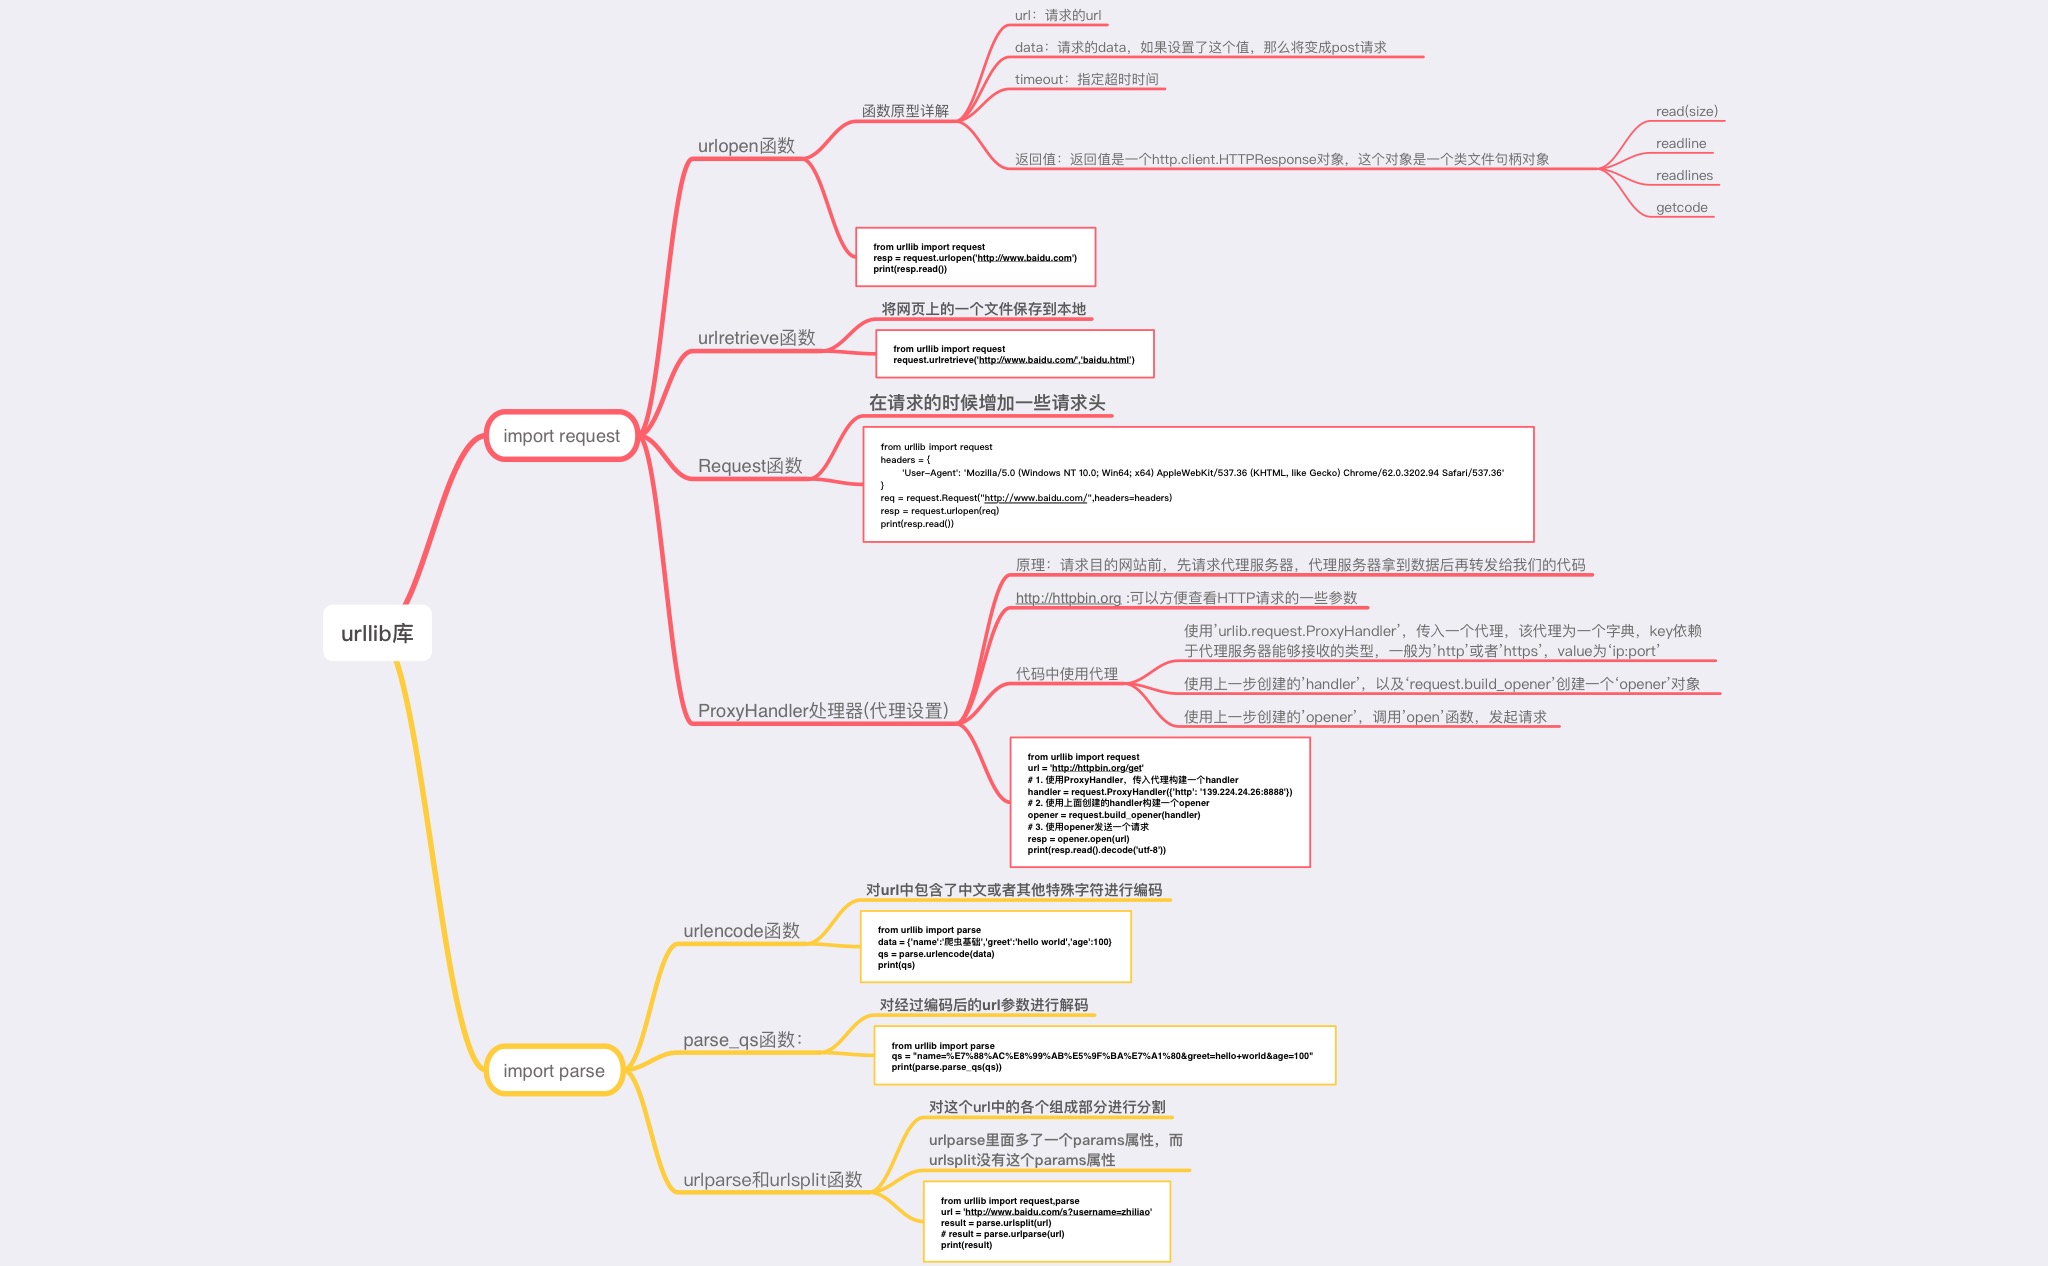 urllib库
import request
urlopen函数
函数原型详解
url：请求的url
data：请求的data，如果设置了这个值，那么将变成post请求
timeout：指定超时时间
返回值：返回值是一个http.client.HTTPResponse对象，这个对象是一个类文件句柄对象
read(size)
readline
readlines
getcode
from urllib import request
resp = request.urlopen('http://www.baidu.com')
print(resp.read())
urlretrieve函数
将网页上的一个文件保存到本地
from urllib import request
request.urlretrieve('http://www.baidu.com/','baidu.html')
Request函数
在请求的时候增加一些请求头
from urllib import request
headers = {
'User-Agent': 'Mozilla/5.0 (Windows NT 10.0; Win64; x64) AppleWebKit/537.36 (KHTML, like Gecko) Chrome/62.0.3202.94 Safari/537.36'
}
req = request.Request("http://www.baidu.com/",headers=headers)
resp = request.urlopen(req)
print(resp.read())
ProxyHandler处理器(代理设置)
原理：请求目的网站前，先请求代理服务器，代理服务器拿到数据后再转发给我们的代码
http://httpbin.org :可以方便查看HTTP请求的一些参数
代码中使用代理
使用’urlib.request.ProxyHandler’，传入一个代理，该代理为一个字典，key依赖
于代理服务器能够接收的类型，一般为’http’或者’https’，value为‘ip:port’
使用上一步创建的’handler’，以及‘request.build_opener’创建一个‘opener’对象
使用上一步创建的’opener’，调用’open’函数，发起请求
from urllib import request
url = 'http://httpbin.org/get'
# 1. 使用ProxyHandler，传入代理构建一个handler
handler = request.ProxyHandler({'http': '139.224.24.26:8888'})
# 2. 使用上面创建的handler构建一个opener
opener = request.build_opener(handler)
# 3. 使用opener发送一个请求
resp = opener.open(url)
print(resp.read().decode('utf-8'))
import parse
urlencode函数
对url中包含了中文或者其他特殊字符进行编码
from urllib import parse
data = {'name':'爬虫基础','greet':'hello world','age':100}
qs = parse.urlencode(data)
print(qs)
parse_qs函数：
对经过编码后的url参数进行解码
from urllib import parse
qs = "name=%E7%88%AC%E8%99%AB%E5%9F%BA%E7%A1%80&greet=hello+world&age=100"
print(parse.parse_qs(qs))
urlparse和urlsplit函数
对这个url中的各个组成部分进行分割
urlparse里面多了一个params属性，而
urlsplit没有这个params属性
from urllib import request,parse
url = 'http://www.baidu.com/s?username=zhiliao'
result = parse.urlsplit(url)
# result = parse.urlparse(url)
print(result)